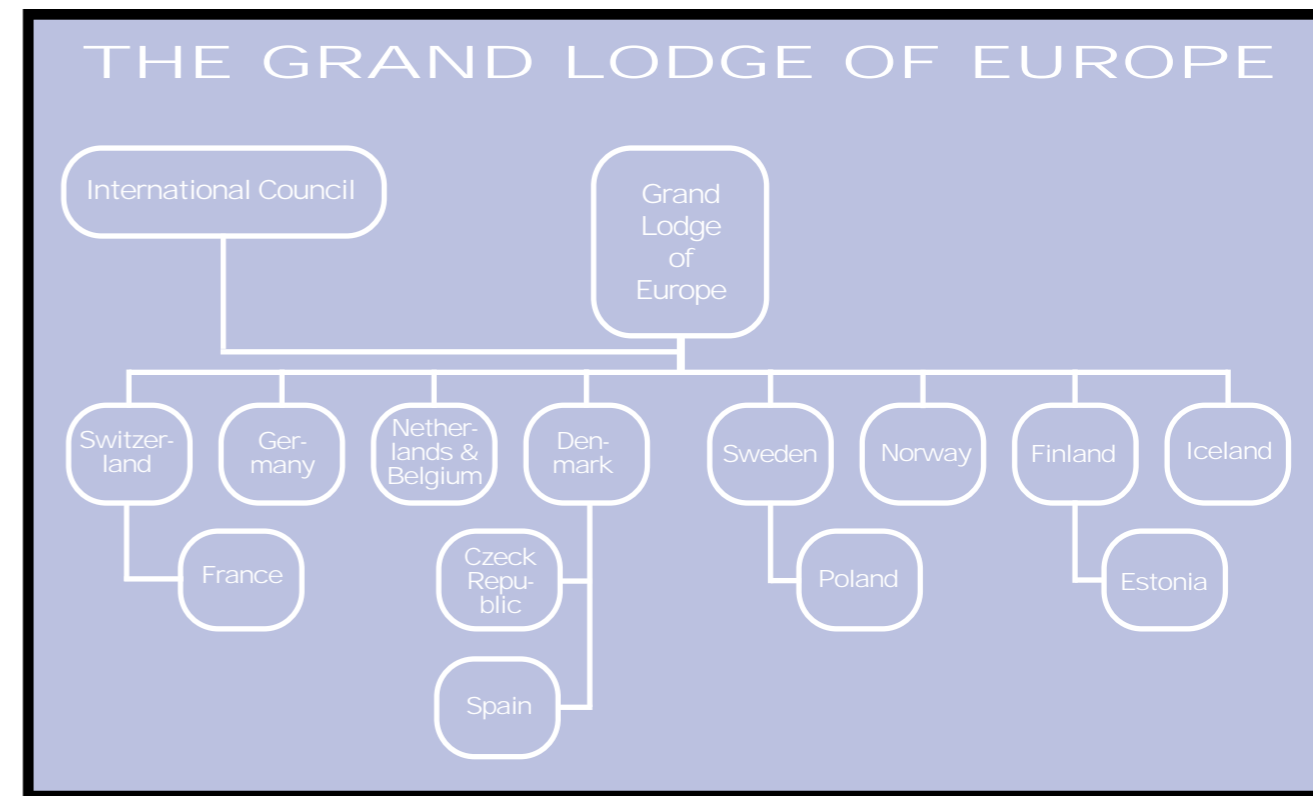 THE GRAND LODGE OF EUROPE
International Council
Grand
Lodge
of
Europe
Switzer-
land
Ger-
many
Nether-
lands &
Belgium
Den-
mark
Sweden
Norway
Finland
Iceland
France
Czeck
Repu-
blic
Poland
Estonia
Spain